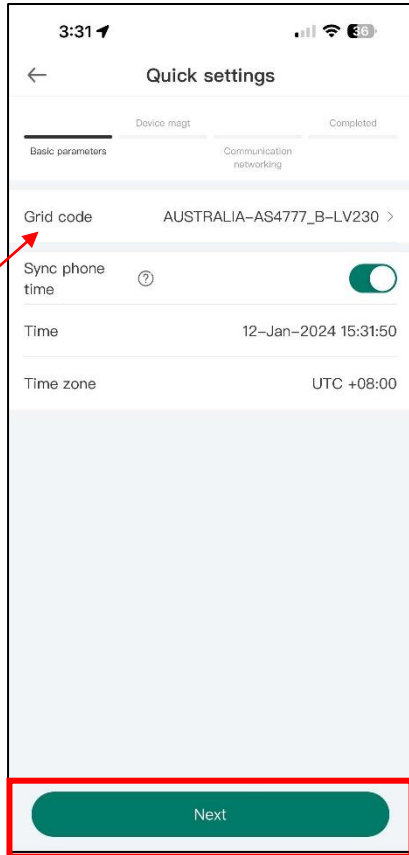 3:31
36
Quick settings
Device magt
Completed
Basic parameters
Communication
networking
Grid code AUSTRALIA-AS4777_B-LV230
Sync phone
time
Time 12-Jan-2024 15:31:50
Time zone UTC +08:00
Next